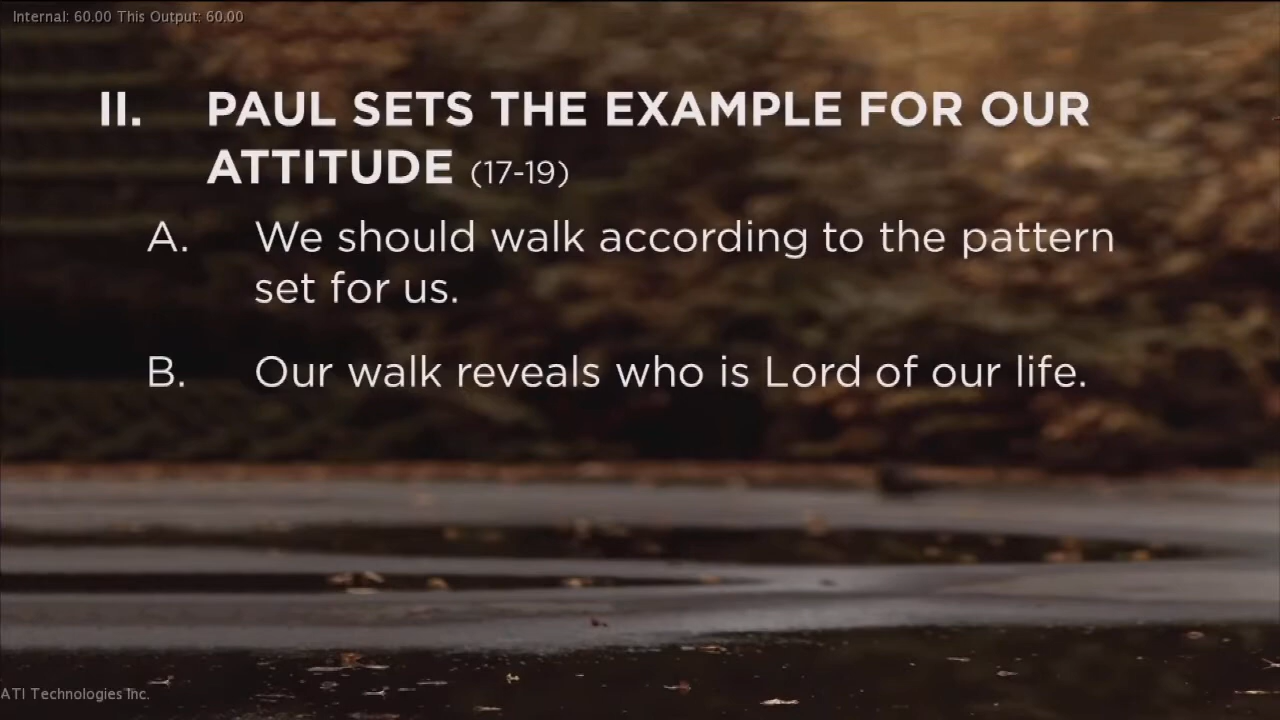 Internal: 60.00 This Output: 60.00
II. PAUL SETS THE EXAMPLE FOR OUR
ATTITUDE (17-19)
A. We should walk according to the pattern
set for us.
B. Our walk reveals who is Lord of our life.
ATI Technologies Inc.